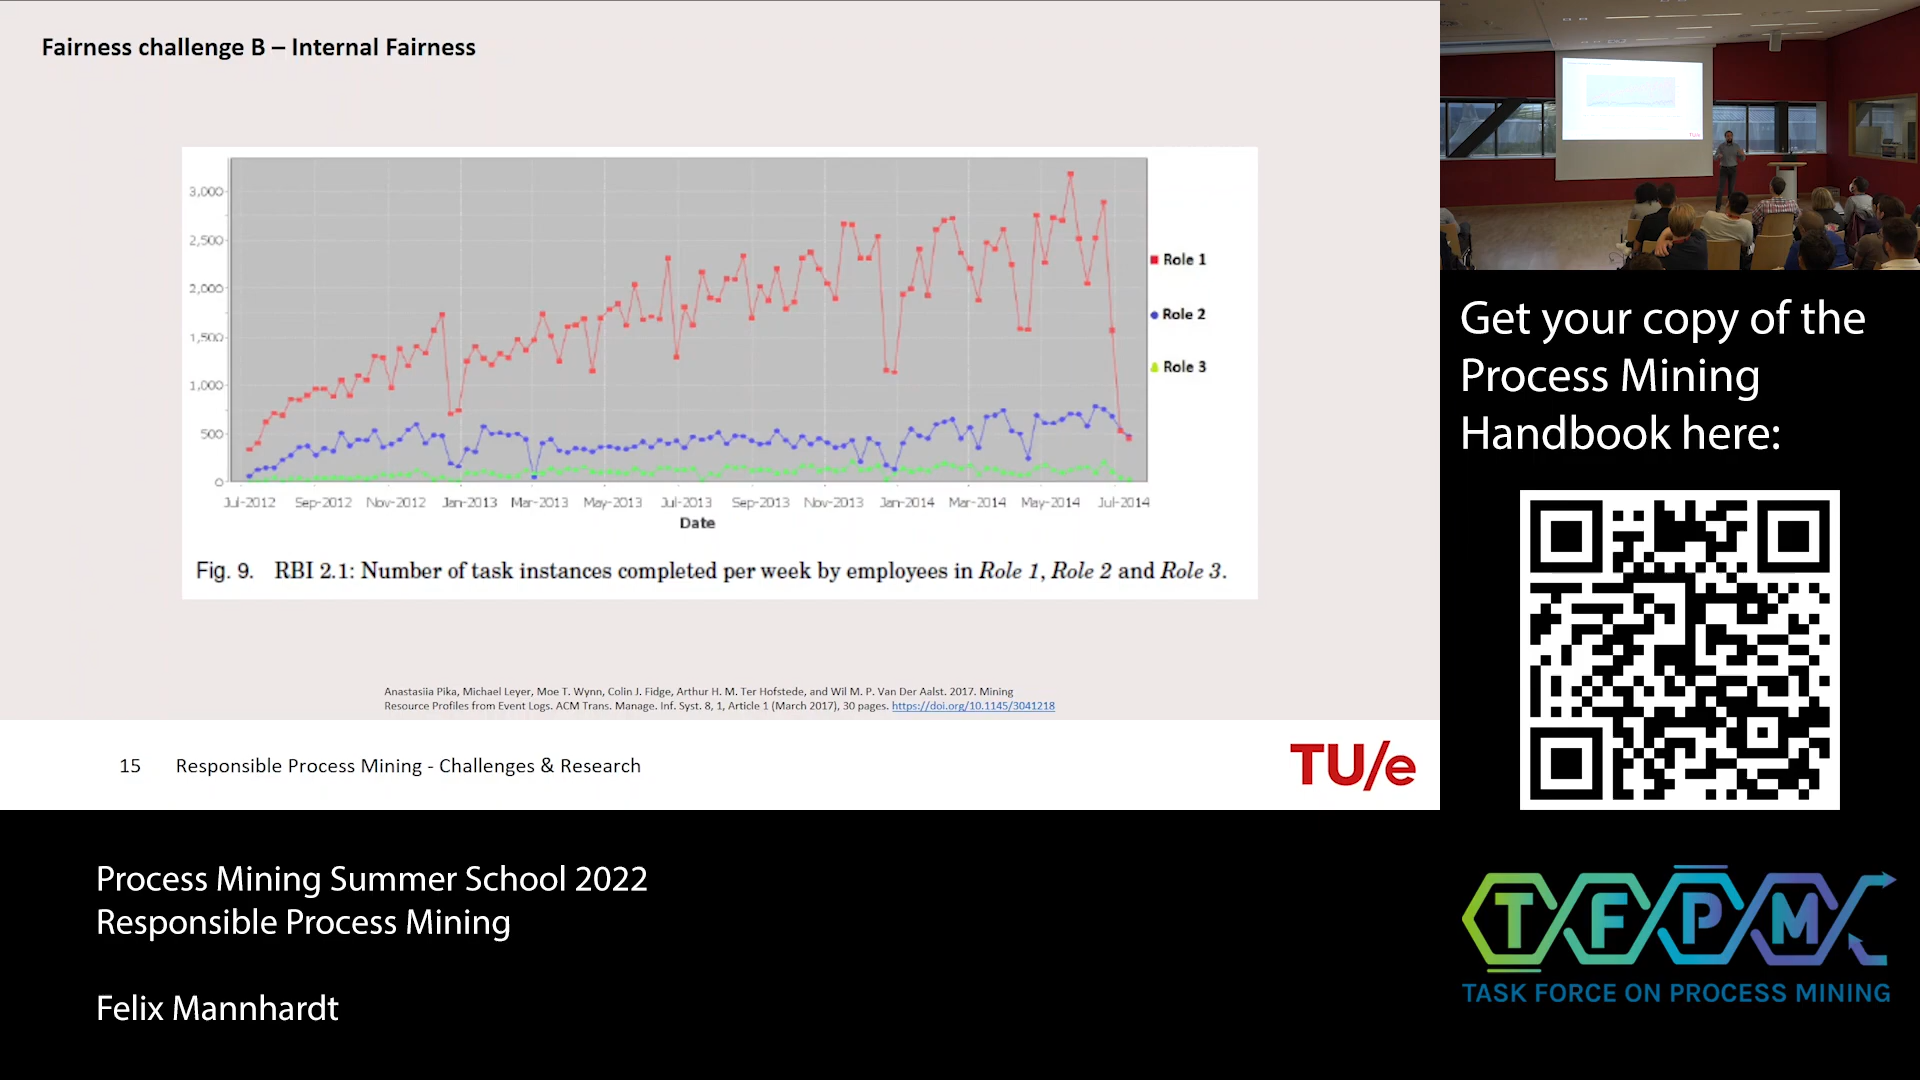 Fairness challenge B – Internal Fairness
3,000
2,500
2,000
1,500
1,000
500
0
Jul-2012 Sep-2012 Nov-2012 Jan-2013 Mar-2013 May-2013 Jul-2013 Sep-2013 Nov-2013 Jan-2014 Mar-2014 May-2014 Jul-2014
Date
Role 1
Role 2
Role 3
Fig. 9. RBI 2.1: Number of task instances completed per week by employees in Role 1, Role 2 and Role 3.
Anastasiia Pika, Michael Leyer, Moe T. Wynn, Colin J. Fidge, Arthur H. M. Ter Hofstede, and Wil M. P. Van Der Aalst. 2017. Mining
Resource Profiles from Event Logs. ACM Trans. Manage. Inf. Syst. 8, 1, Article 1 (March 2017), 30 pages. https://doi.org/10.1145/3041218
15 Responsible Process Mining - Challenges & Research
TU/e
Get your copy of the
Process Mining
Handbook here:
Process Mining Summer School 2022
Responsible Process Mining
Felix Mannhardt
TFPM
TASK FORCE ON PROCESS MINING